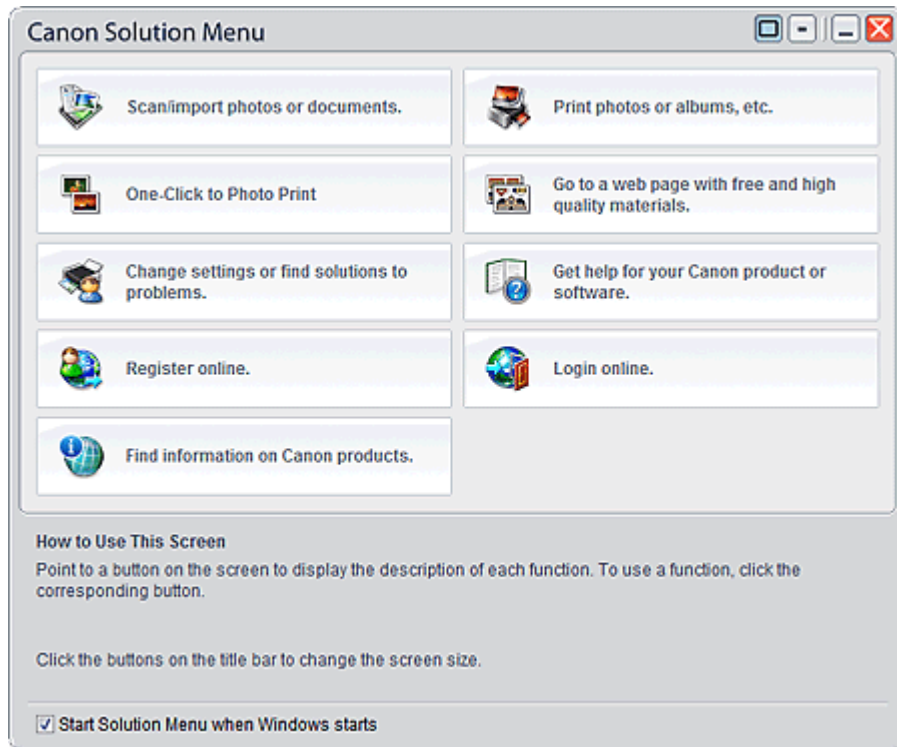 Canon Solution Menu
Scan/import photos or documents.
Print photos or albums, etc.
One-Click to Photo Print
Go to a web page with free and high
quality materials.
Change settings or find solutions to
problems.
Get help for your Canon product or
software.
Register online.
Login online.
Find information on Canon products.
How to Use This Screen
Point to a button on the screen to display the description of each function. To use a function, click the
corresponding button.
Click the buttons on the title bar to change the screen size.
Start Solution Menu when Windows starts